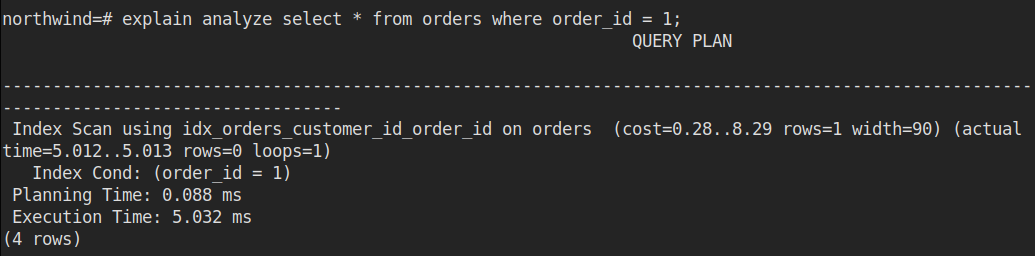 northwind=# explain analyze select * from orders where order_id = 1;
QUERY PLAN
-------------------------------------------------------------------------------------------------------
----------------------------------
Index Scan using idx_orders_customer_id_order_id on orders  (cost=0.28..8.29 rows=1 width=90) (actual
time=5.012..5.013 rows=0 loops=1)
Index Cond: (order_id = 1)
Planning Time: 0.088 ms
Execution Time: 5.032 ms
(4 rows)